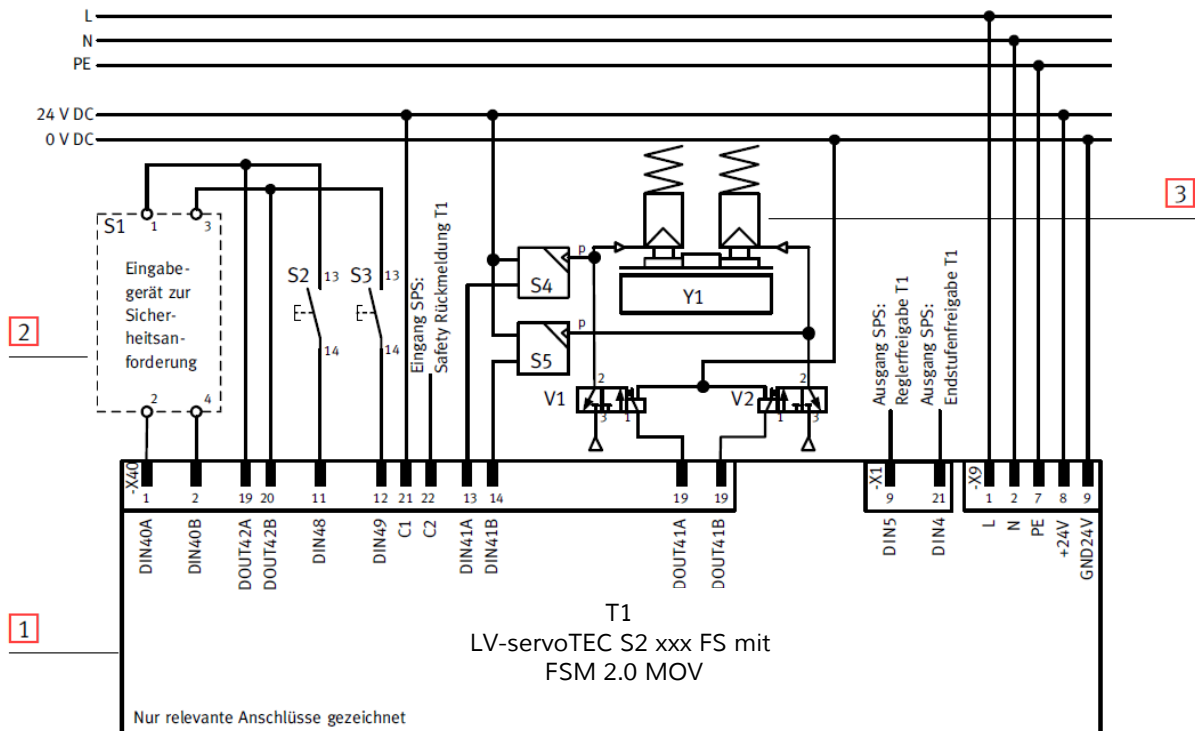 L
N
PE
24 V DC
0 V DC
3
S1
1
3
Eingabe-
gerät zur
Sicher-
heitsan-
forderung
2
4
2
S2
13
14
S3
13
14
Eingang SPS:
Safety Rückmeldung T1
p
S4
p
S5
Y1
V1
2
3
1
V2
2
1
3
Ausgang SPS:
Reglerfreigabe T1
Ausgang SPS:
Endstufenfreigabe T1
-X40
1
2
19
20
11
12
21
22
13
14
19
19
-X1
9
21
-X9
1
2
7
8
9
DIN40A
DIN40B
DOUT42A
DOUT42B
DIN48
DIN49
C1
C2
DIN41A
DIN41B
DOUT41A
DOUT41B
DIN5
DIN4
L
N
PE
+24V
GND24V
1
T1
LV-servoTEC S2 xxx FS mit
FSM 2.0 MOV
Nur relevante Anschlüsse gezeichnet